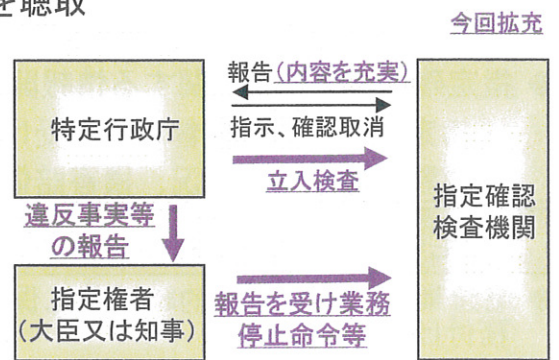 を聴取
今回拡充
報告(内容を充実)
特定行政庁
指示、確認取消
立入検査
指定確認
検査機関
違反事実等
の報告
指定権者
(大臣又は知事)
報告を受け業務
停止命令等